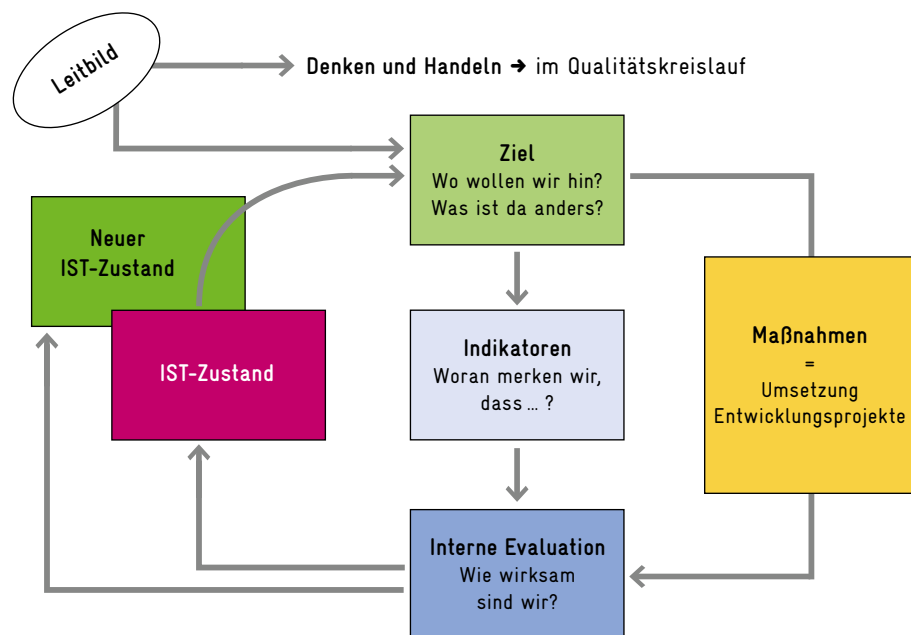 Leitbild
Denken und Handeln ➜ im Qualitätskreislauf
Ziel
Wo wollen wir hin?
Was ist da anders?
Neuer
IST-Zustand
IST-Zustand
Indikatoren
Woran merken wir,
dass … ?
Maßnahmen
=
Umsetzung
Entwicklungsprojekte
Interne Evaluation
Wie wirksam
sind wir?